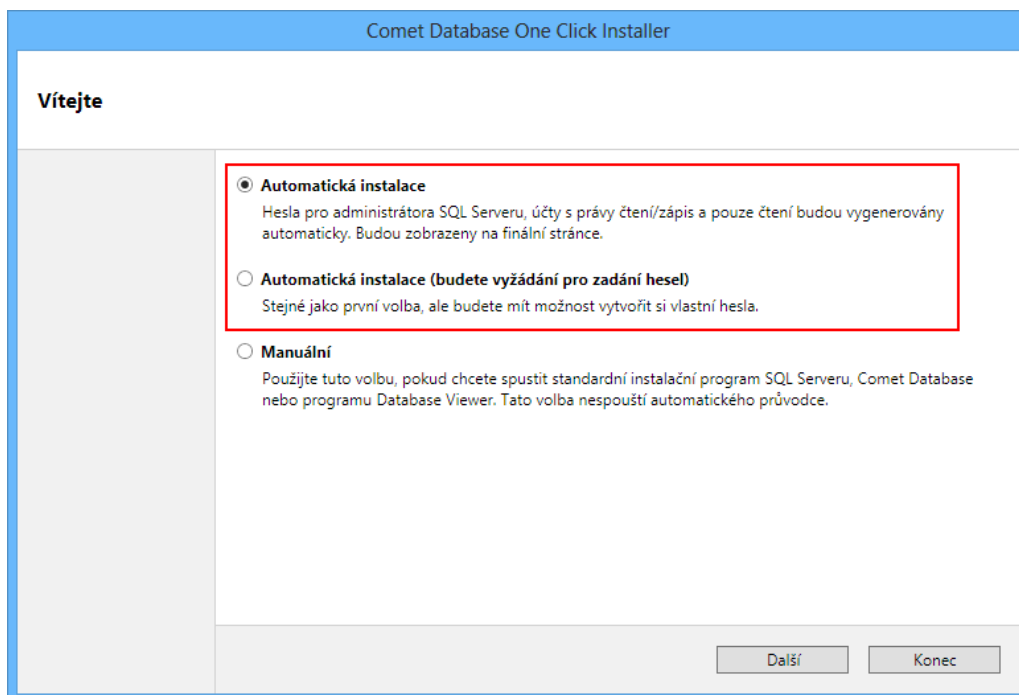 Comet Database One Click Installer
Vítejte
Automatická instalace
Hesla pro administrátora SQL Serveru, účty s právy čtení/zápis a pouze čtení budou vygenerovány
automaticky. Budou zobrazeny na finální stránce.
Automatická instalace (budete vyžádání pro zadání hesel)
Stejné jako první volba, ale budete mít možnost vytvořit si vlastní hesla.
Manuální
Použijte tuto volbu, pokud chcete spustit standardní instalační program SQL Serveru, Comet Database
nebo programu Database Viewer. Tato volba nespouští automatického průvodce.
Další
Konec